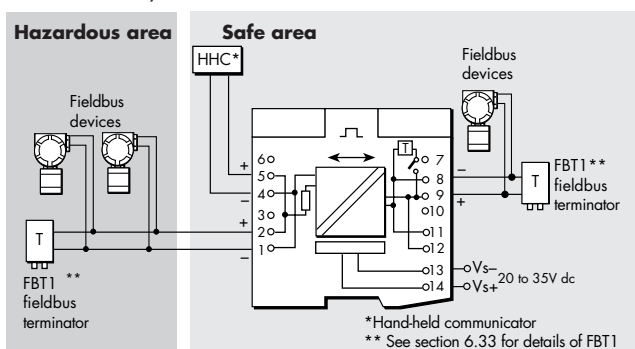 Hazardous area
Safe area
HHC*
Fieldbus
devices
Fieldbus
devices
T
6
5
4
3
2
1
+
–
+
–
7
8
9
10
11
12
13
14
–
+
T
FBT1**
fieldbus
terminator
T
FBT1 **
fieldbus
terminator
Vs–
Vs+
20 to 35V dc
*Hand-held communicator
** See section 6.33 for details of FBT1